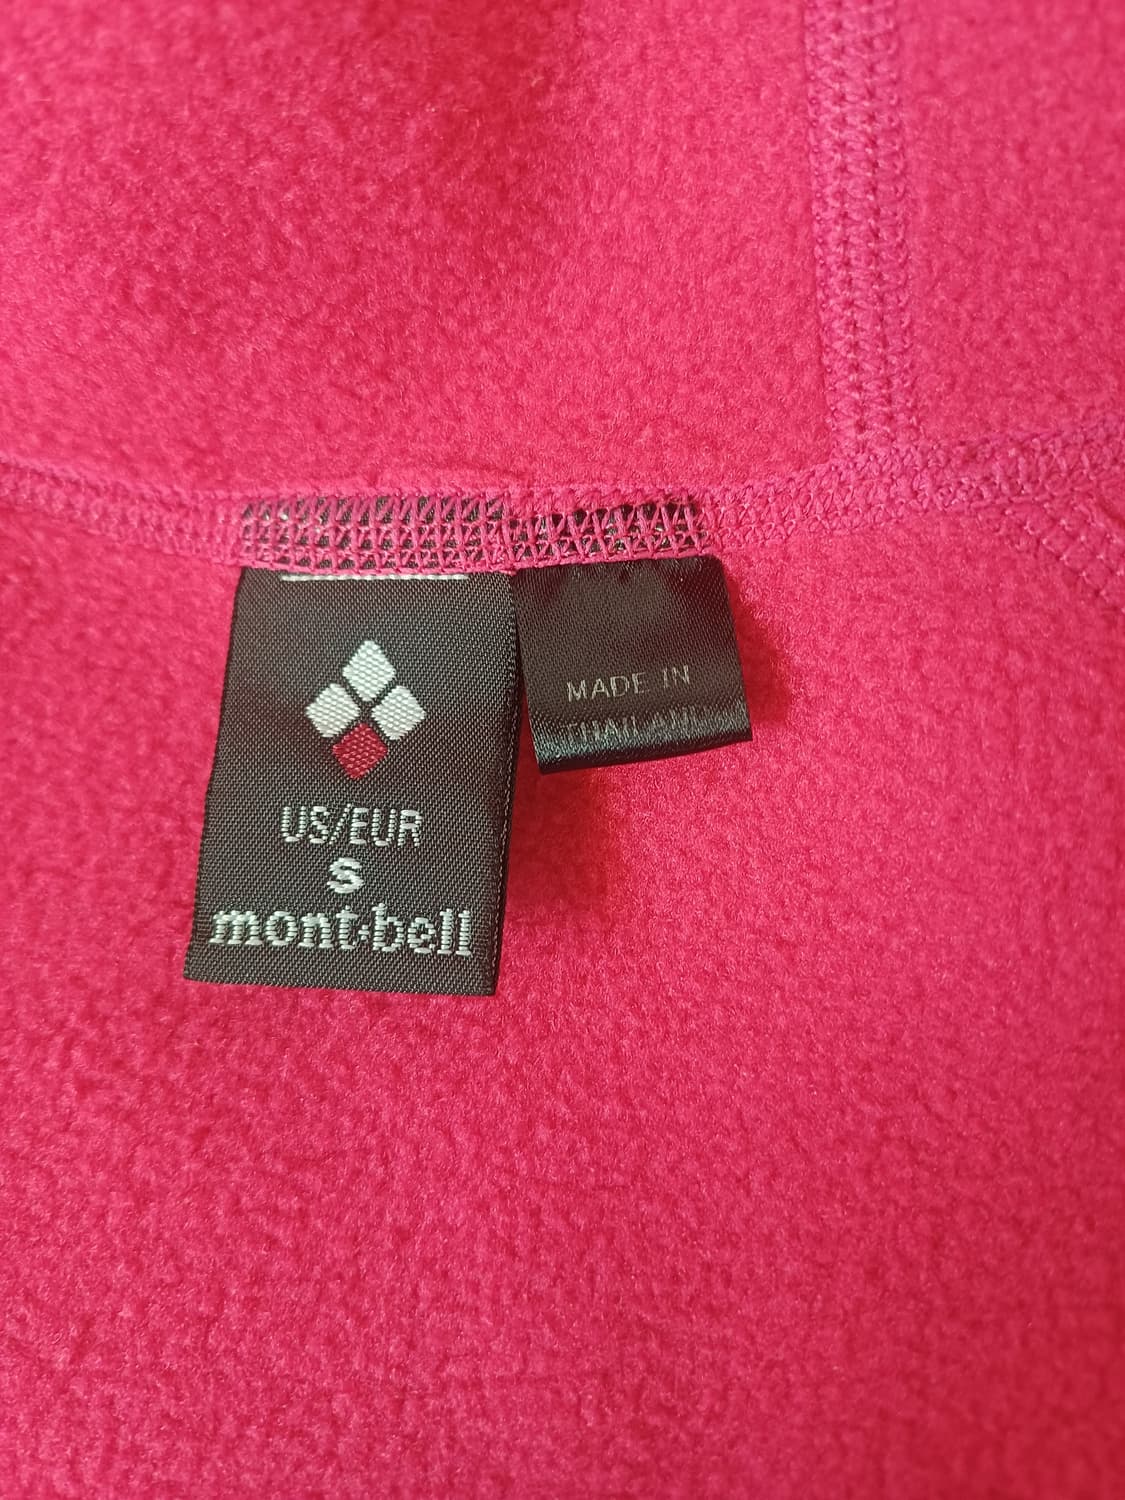 US/EUR
S
mont-bell
MADE IN
THAILAND